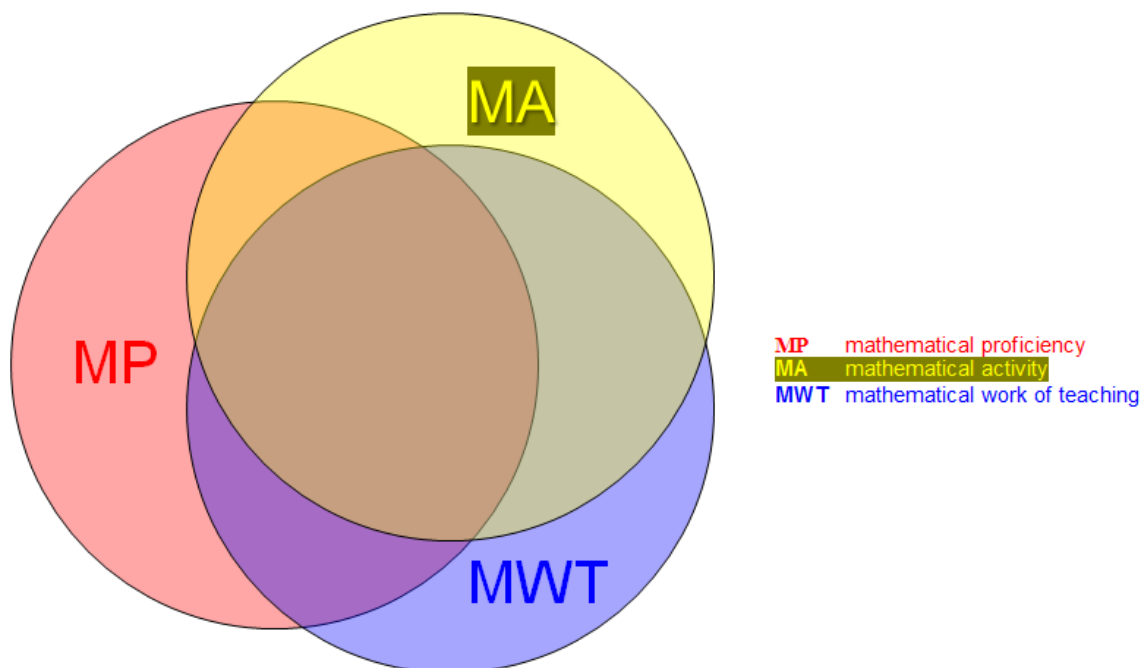 MA
MP
MWT
MP mathematical proficiency
MA mathematical activity
MWT mathematical work of teaching